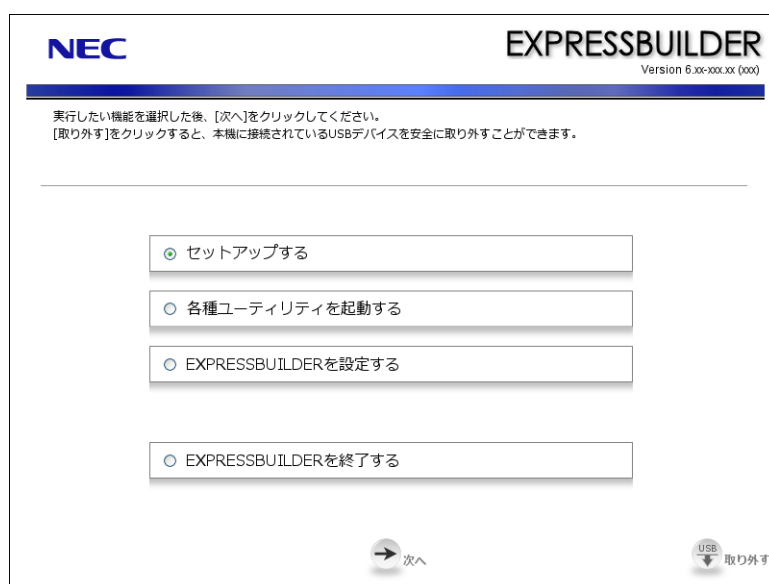 NEC
EXPRESSBUILDER
Version 6.xx-xxx.xx (xxx)
実行したい機能を選択した後、[次へ]をクリックしてください。
[取り外す]をクリックすると、本機に接続されているUSBデバイスを安全に取り外すことができます。
セットアップする
各種ユーティリティを起動する
EXPRESSBUILDERを設定する
EXPRESSBUILDERを終了する
次へ
USB
取り外す